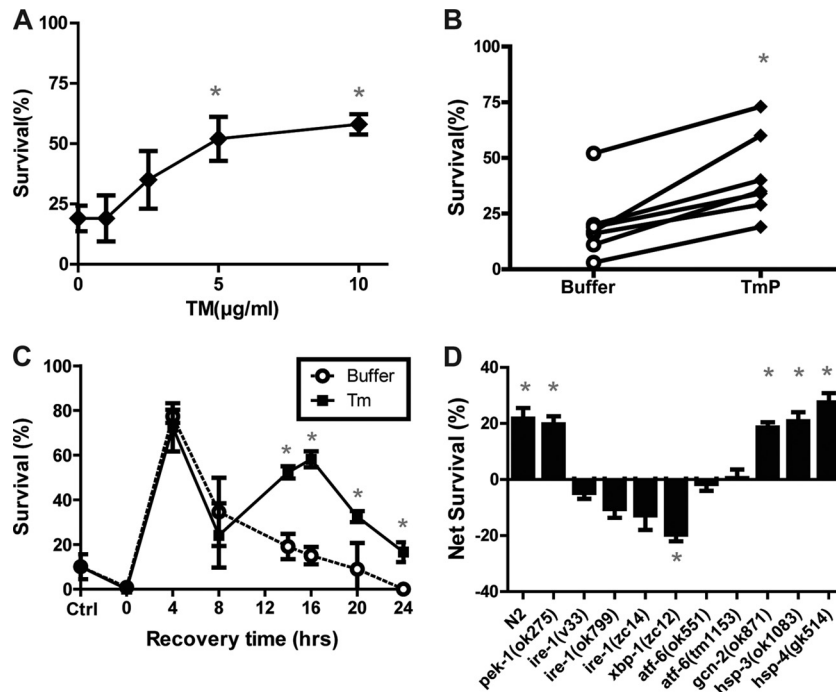 A
Survival(%)
100
75
50
25
0
*
*
0
5
10
TM(µg/ml)
B
Survival(%)
100
75
50
25
0
*
Buffer
TmP
C
Survival (%)
100
80
60
40
20
0
Buffer
Tm
*
*
*
*
Ctrl
0
4
8
12
16
20
24
Recovery time (hrs)
D
Net Survival (%)
40
20
0
-20
-40
*
*
*
*
*
*
N2
pek-1(ok275)
ire-1(v33)
ire-1(ok799)
ire-1(zc14)
xbp-1(zc12)
atf-6(ok551)
atf-6(tm1153)
gcn-2(ok871)
hsp-3(ok1083)
hsp-4(gk514)